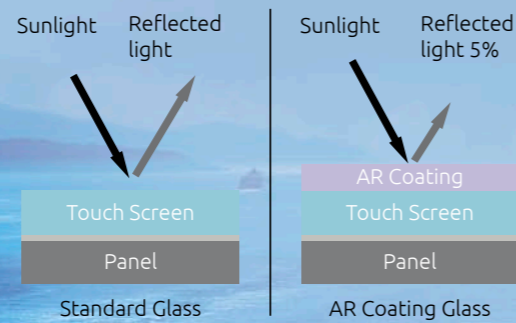 Sunlight
Reflected
light
Touch Screen
Panel
Standard Glass
Sunlight
Reflected
light 5%
AR Coating
Touch Screen
Panel
AR Coating Glass